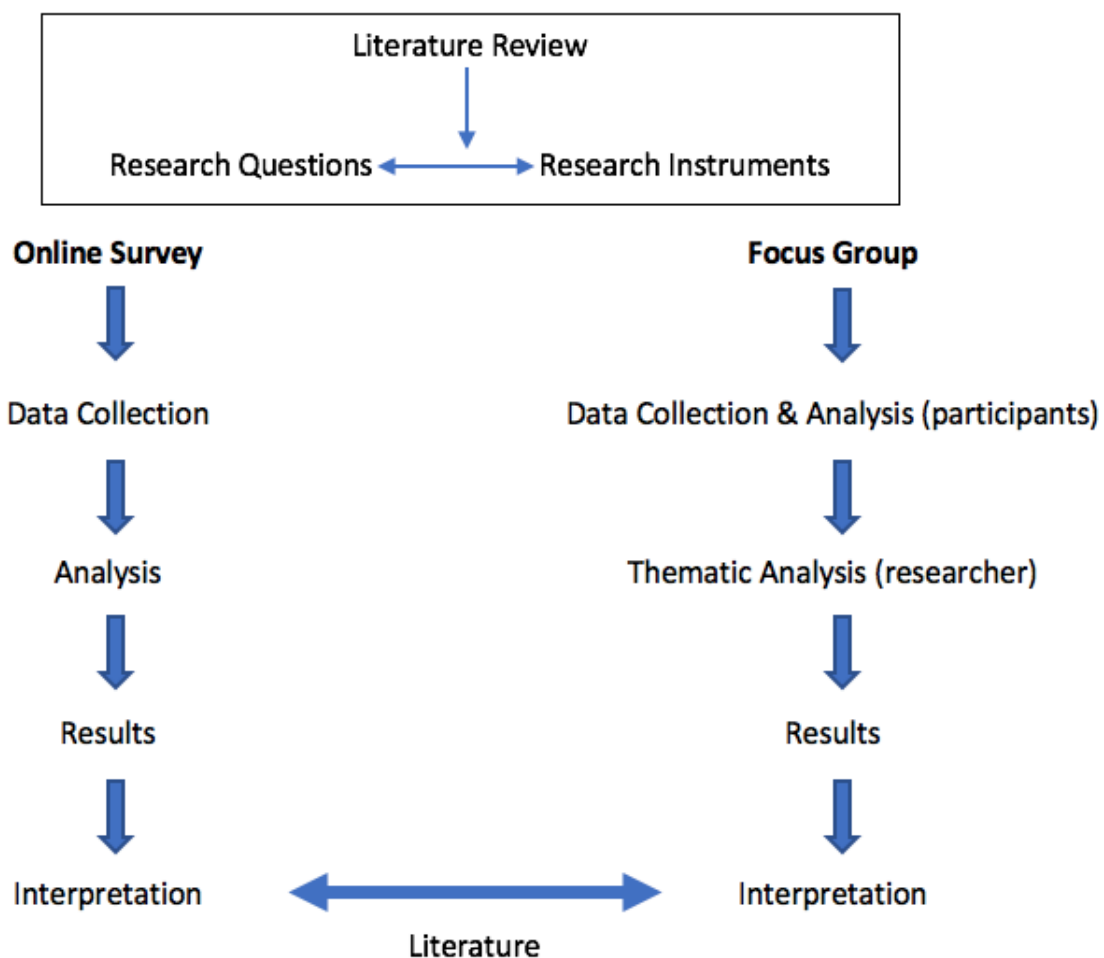 Literature Review
Research Questions Research Instruments
Online Survey Focus Group
Data Collection Data Collection & Analysis (participants)
Analysis Thematic Analysis (researcher)
Results Results
Interpretation Interpretation
Literature